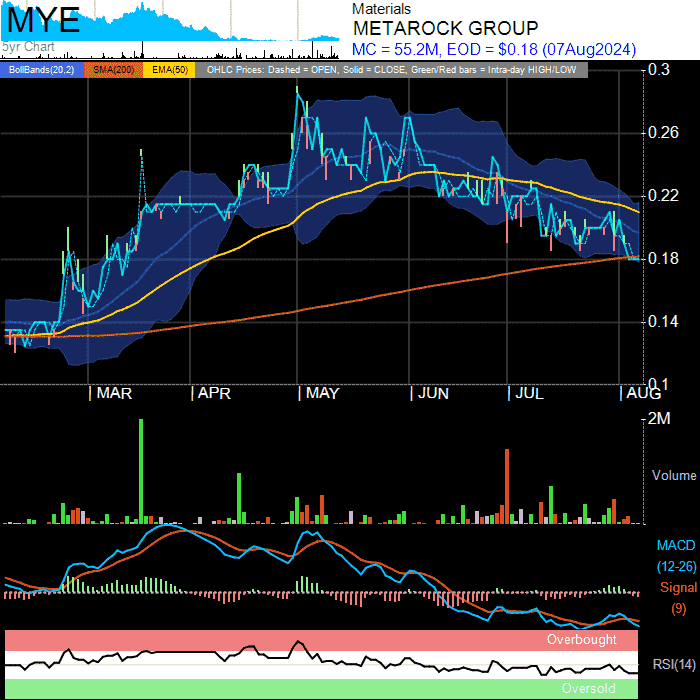 MYE
5yr Chart
Materials
METAROCK GROUP
MC = 55.2M, EOD = $0.18 (07Aug2024)
BollBands(20,2) SMA(200) EMA(50) OHLC Prices: Dashed = OPEN, Solid = CLOSE, Green/Red bars = Intra-day HIGH/LOW
0.3
0.26
0.22
0.18
0.14
0.1
MAR APR MAY JUN JUL AUG
2M
Volume
MACD
(12-26)
Signal
(9)
Overbought
RSI(14)
Oversold